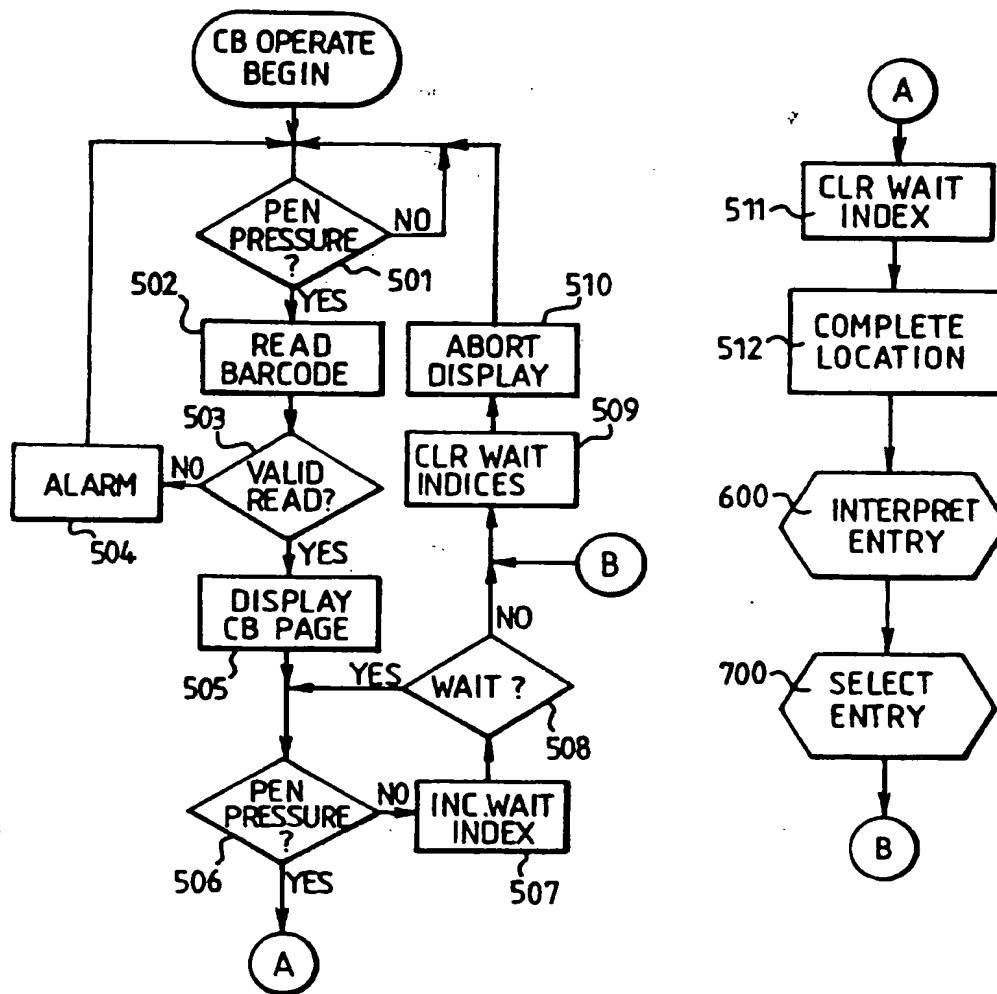 CB OPERATE
BEGIN
PEN
PRESSURE
?
NO
501
YES
502
READ
BARCODE
503
VALID
READ?
NO
ALARM
504
YES
DISPLAY
CB PAGE
505
PEN
PRESSURE
?
506
NO
YES
A
INC.WAIT
INDEX
507
WAIT ?
508
YES
NO
B
CLR WAIT
INDICES
509
ABORT
DISPLAY
510
A
CLR WAIT
INDEX
511
COMPLETE
LOCATION
512
INTERPRET
ENTRY
600
SELECT
ENTRY
700
B